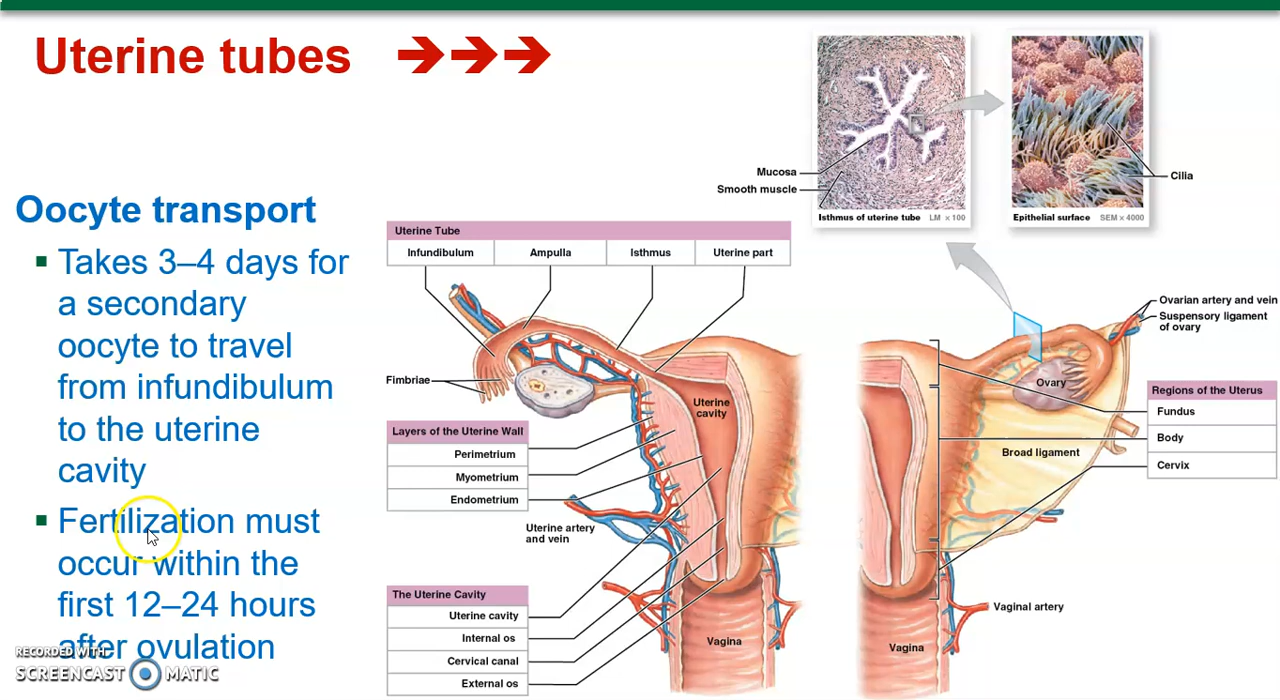 Uterine tubes
Oocyte transport
Takes 3–4 days for
a secondary
oocyte to travel
from infundibulum
to the uterine
cavity
Fertilization must
occur within the
first 12–24 hours
after ovulation
RECORDED WITH
SCREENCAST MATIC
Mucosa
Smooth muscle
Isthmus of uterine tube LM × 100
Cilia
Epithelial surface SEM × 4000
Uterine Tube
Infundibulum
Ampulla
Isthmus
Uterine part
Fimbriae
Uterine
cavity
Layers of the Uterine Wall
Perimetrium
Myometrium
Endometrium
Uterine artery
and vein
The Uterine Cavity
Uterine cavity
Internal os
Cervical canal
External os
Vagina
Ovarian artery and vein
Suspensory ligament
of ovary
Ovary
Broad ligament
Regions of the Uterus
Fundus
Body
Cervix
Vaginal artery
Vagina